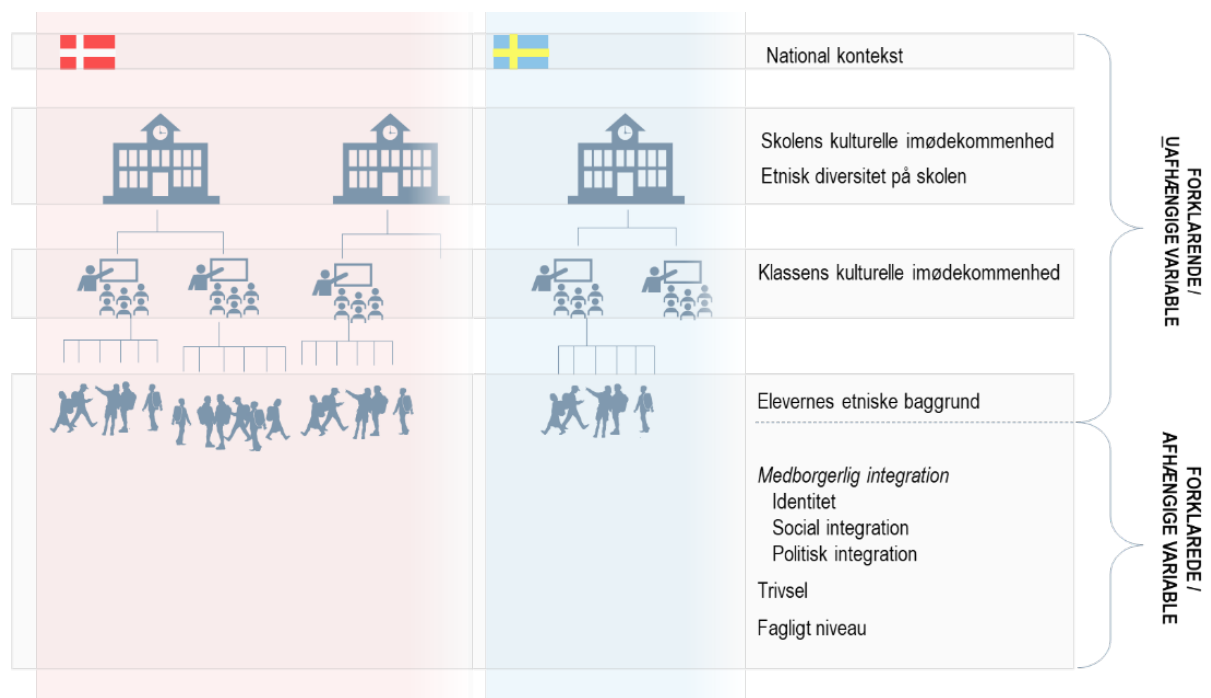 National kontekst
Skolens kulturelle imødekommenhed
Etnisk diversitet på skolen
Klassens kulturelle imødekommenhed
Elevernes etniske baggrund
Medborgerlig integration
Identitet
Social integration
Politisk integration
Trivsel
Fagligt niveau
FORKLARENDE /
UAFHÆNGIGE VARIABLE
FORKLAREDE /
AFHÆNGIGE VARIABLE